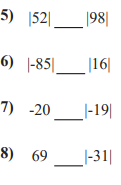 5) |52| ____ |98|
6) |-85| ____ |16|
7) -20 ____ |-19|
8) 69 ____ |-31|